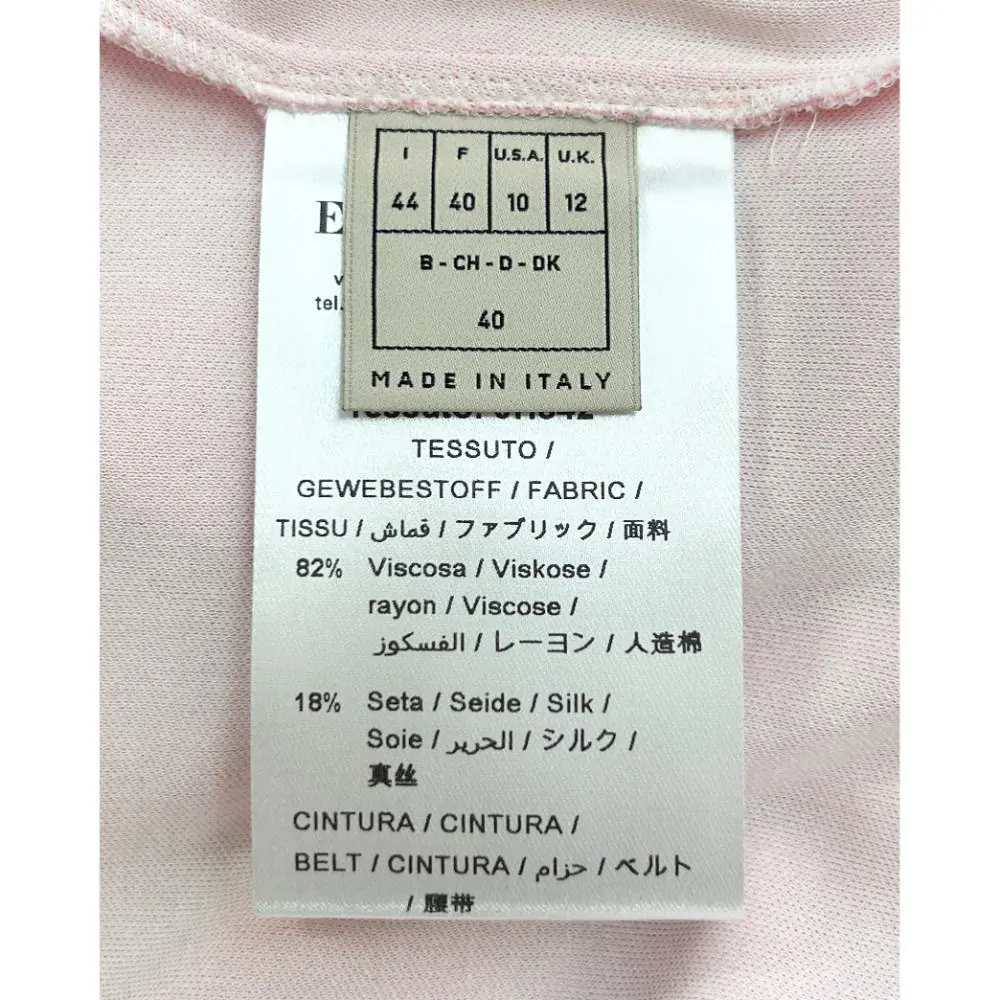 I F U.S.A. U.K.
44 40 10 12
B - CH - D - DK
40
MADE IN ITALY
E
v
tel.
TESSUTO /
GEWEBESTOFF / FABRIC /
TISSU / قماش / ファブリック / 面料
82% Viscosa / Viskose /
rayon / Viscose /
الفسكوز / レーヨン / 人造棉
18% Seta / Seide / Silk /
Soie / الحرير / シルク /
真丝
CINTURA / CINTURA /
BELT / CINTURA / حزام / ベルト
/ 腰带